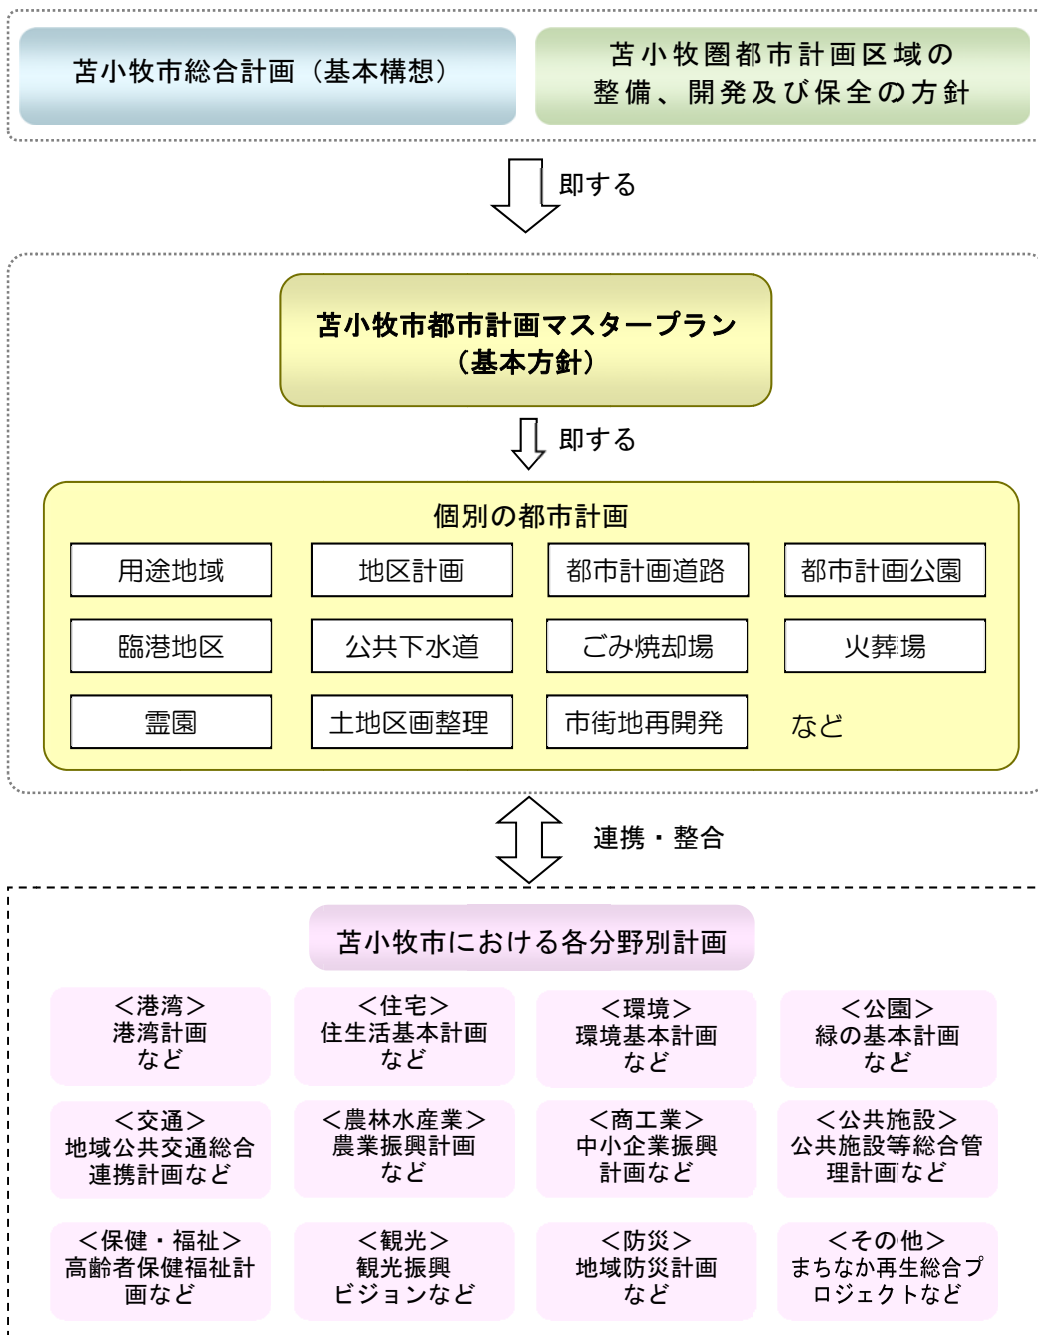 苫小牧市総合計画（基本構想）
苫小牧圏都市計画区域の
整備、開発及び保全の方針
即する
苫小牧市都市計画マスタープラン
（基本方針）
即する
個別の都市計画
用途地域
地区計画
都市計画道路
都市計画公園
臨港地区
公共下水道
ごみ焼却場
火葬場
霊園
土地区画整理
市街地再開発
など
連携・整合
苫小牧市における各分野別計画
＜港湾＞
港湾計画
など
＜住宅＞
住生活基本計画
など
＜環境＞
環境基本計画
など
＜公園＞
緑の基本計画
など
＜交通＞
地域公共交通総合
連携計画など
＜農林水産業＞
農業振興計画
など
＜商工業＞
中小企業振興
計画など
＜公共施設＞
公共施設等総合管
理計画など
＜保健・福祉＞
高齢者保健福祉計
画など
＜観光＞
観光振興
ビジョンなど
＜防災＞
地域防災計画
など
＜その他＞
まちなか再生総合プ
ロジェクトなど